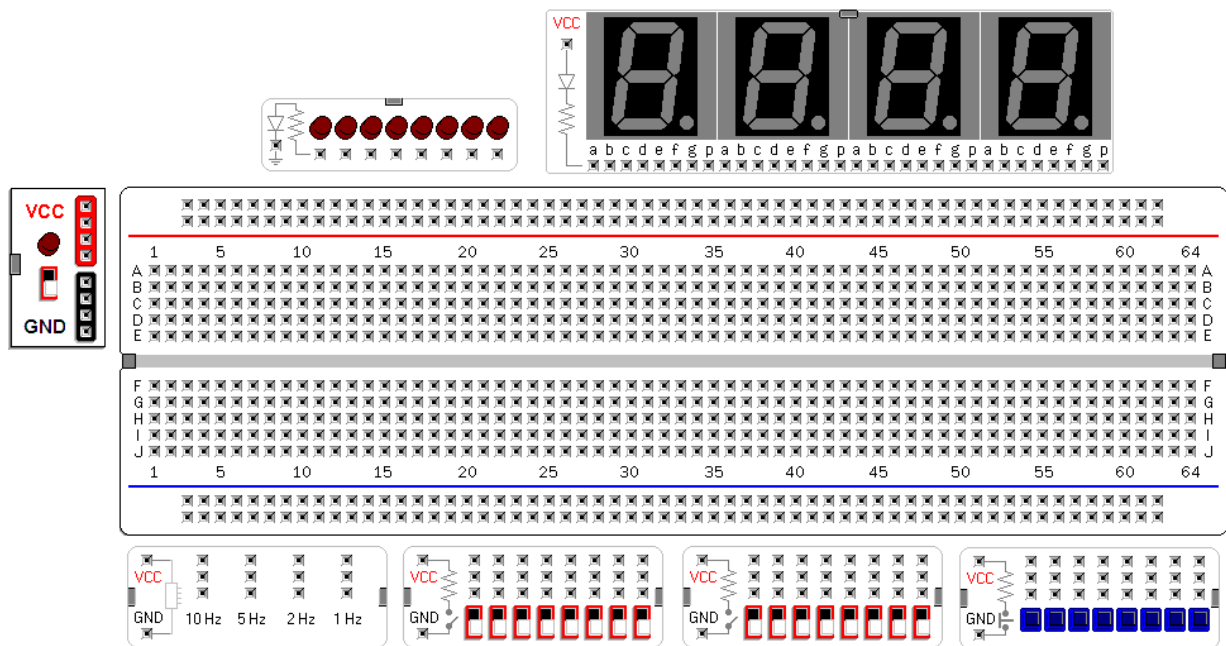 VCC
a b c d e f g p a b c d e f g p a b c d e f g p a b c d e f g p
VCC
GND
1 5 10 15 20 25 30 35 40 45 50 55 60 64
A A
B B
C C
D D
E E
F F
G G
H H
I I
J J
1 5 10 15 20 25 30 35 40 45 50 55 60 64
VCC VCC VCC VCC
GND 10 Hz 5 Hz 2 Hz 1 Hz GND GND GND